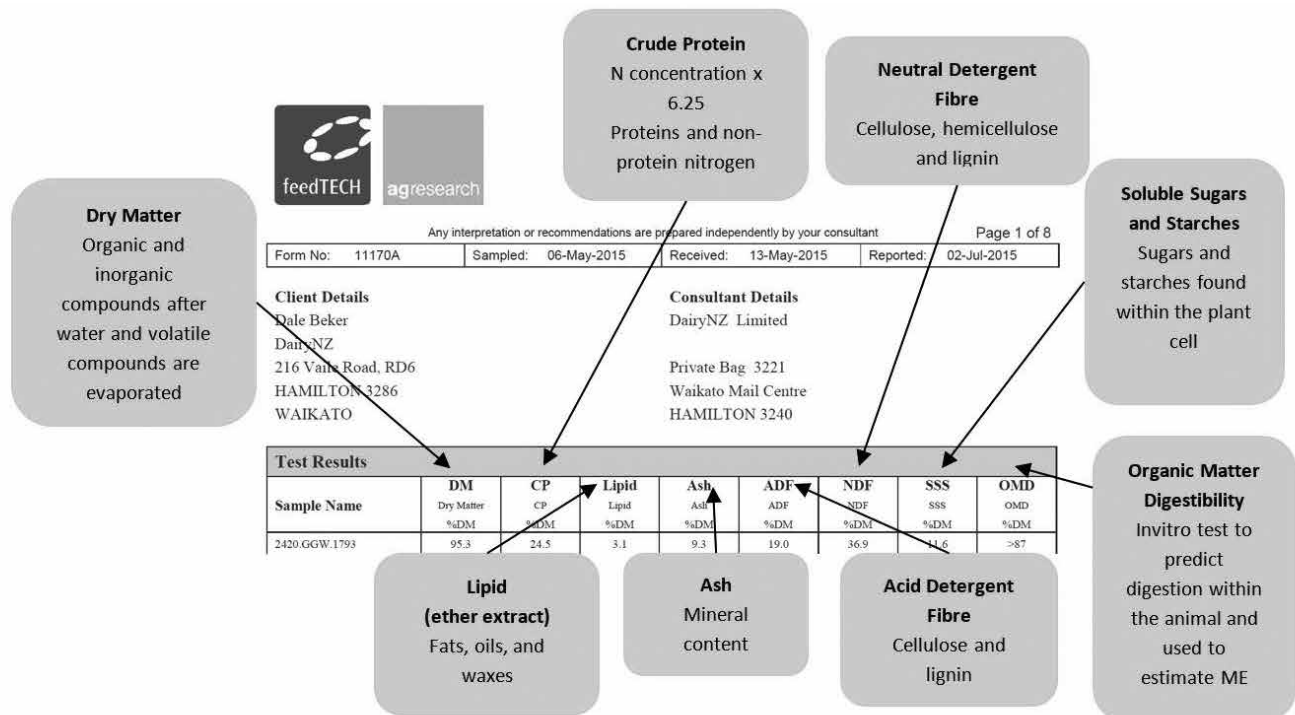 Crude Protein
N concentration x
6.25
Proteins and non-
protein nitrogen
Neutral Detergent
Fibre
Cellulose, hemicellulose
and lignin
Soluble Sugars
and Starches
Sugars and
starches found
within the plant
cell
feedTECH
agresearch
Dry Matter
Organic and
inorganic
compounds after
water and volatile
compounds are
evaporated
Any interpretation or recommendations are prepared independently by your consultant
Page 1 of 8
Form No: 11170A Sampled: 06-May-2015 Received: 13-May-2015 Reported: 02-Jul-2015
Client Details
Dale Beker
DairyNZ
216 Vaile Road, RD6
HAMILTON 3286
WAIKATO
Consultant Details
DairyNZ Limited
Private Bag 3221
Waikato Mail Centre
HAMILTON 3240
Test Results
Sample Name
DM CP Lipid Ash ADF NDF SSS OMD
Dry Matter CP Lipid Ash ADF NDF SSS OMD
%DM %DM %DM %DM %DM %DM %DM %DM
2420.GGW.1793 95.3 24.5 3.1 9.3 19.0 36.9 11.6 >87
Organic Matter
Digestibility
Invitro test to
predict
digestion within
the animal and
used to
estimate ME
Lipid
(ether extract)
Fats, oils, and
waxes
Ash
Mineral
content
Acid Detergent
Fibre
Cellulose and
lignin